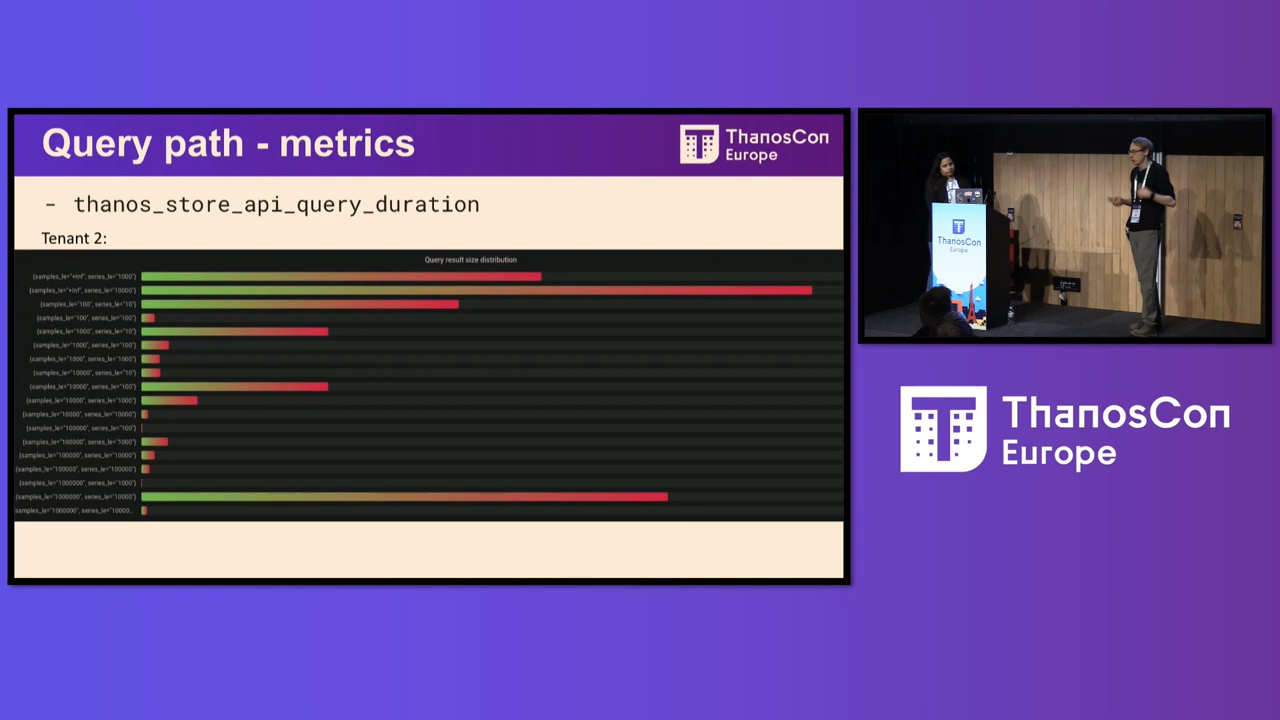 Query path - metrics
ThanosCon
Europe
- thanos_store_api_query_duration
Tenant 2:
Query result size distribution
{samples_le="+Inf", series_le="1000"}
{samples_le="+Inf", series_le="10000"}
{samples_le="100", series_le="10"}
{samples_le="100", series_le="100"}
{samples_le="1000", series_le="10"}
{samples_le="1000", series_le="100"}
{samples_le="1000", series_le="1000"}
{samples_le="10000", series_le="10"}
{samples_le="10000", series_le="100"}
{samples_le="10000", series_le="1000"}
{samples_le="10000", series_le="10000"}
{samples_le="100000", series_le="100"}
{samples_le="100000", series_le="1000"}
{samples_le="100000", series_le="10000"}
{samples_le="100000", series_le="100000"}
{samples_le="1000000", series_le="1000"}
{samples_le="1000000", series_le="10000"}
samples_le="1000000", series_le="10000...
ThanosCon
Europe
ThanosCon
Europe